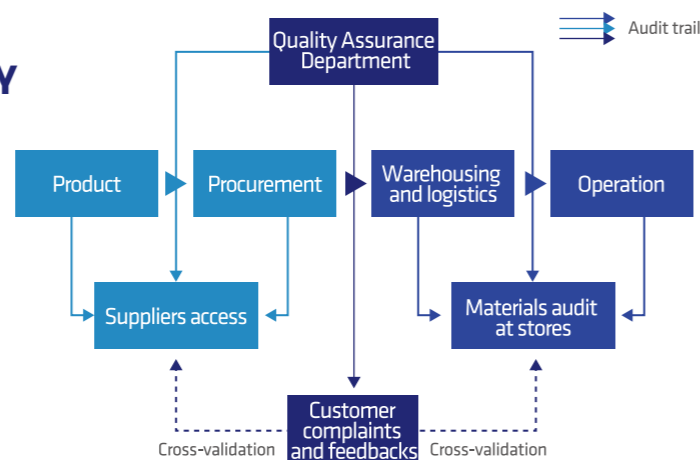 Quality Assurance
Department
Audit trail
Y
Product
Procurement
Warehousing
and logistics
Operation
Suppliers access
Materials audit
at stores
Customer
complaints
and feedbacks
Cross-validation
Cross-validation